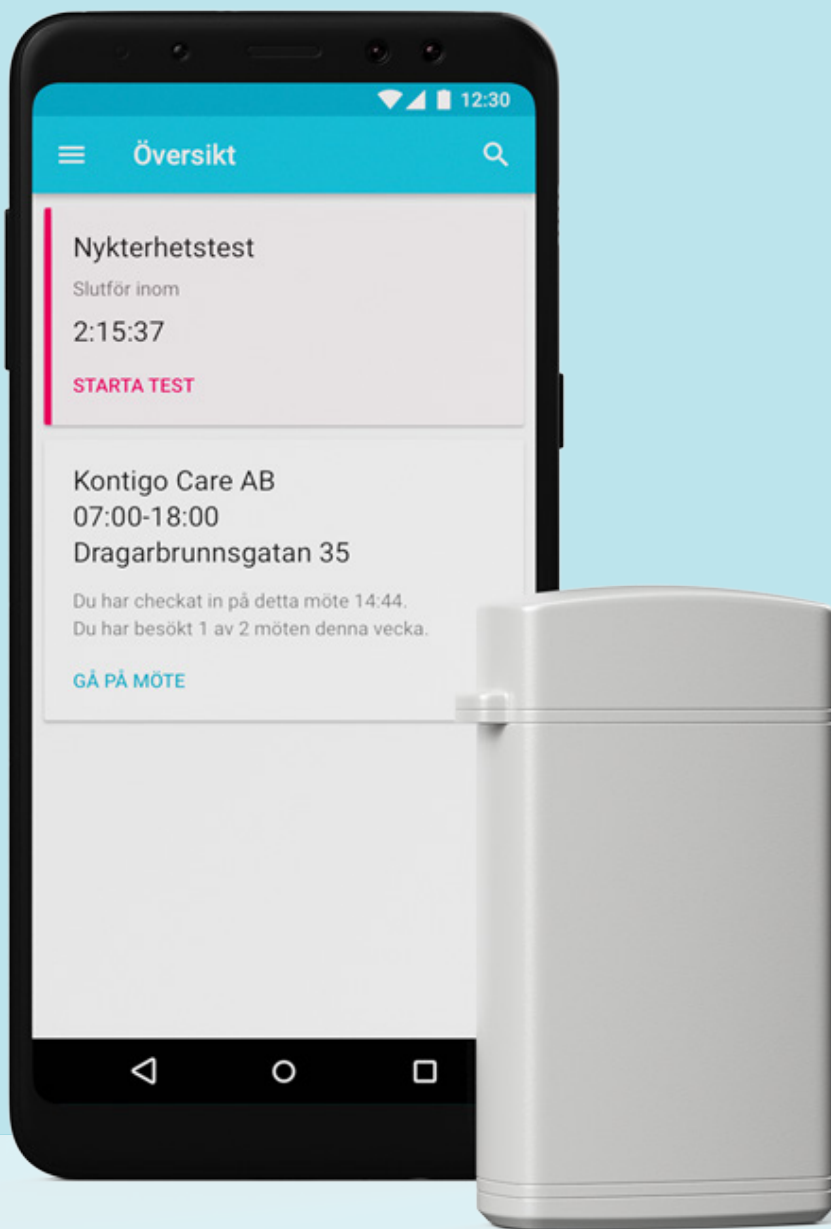 12:30
Översikt
Nykterhetstest
Slutför inom
2:15:37
STARTA TEST
Kontigo Care AB
07:00-18:00
Dragarbrunnsgatan 35
Du har checkat in på detta möte 14:44.
Du har besökt 1 av 2 möten denna vecka.
GÅ PÅ MÖTE